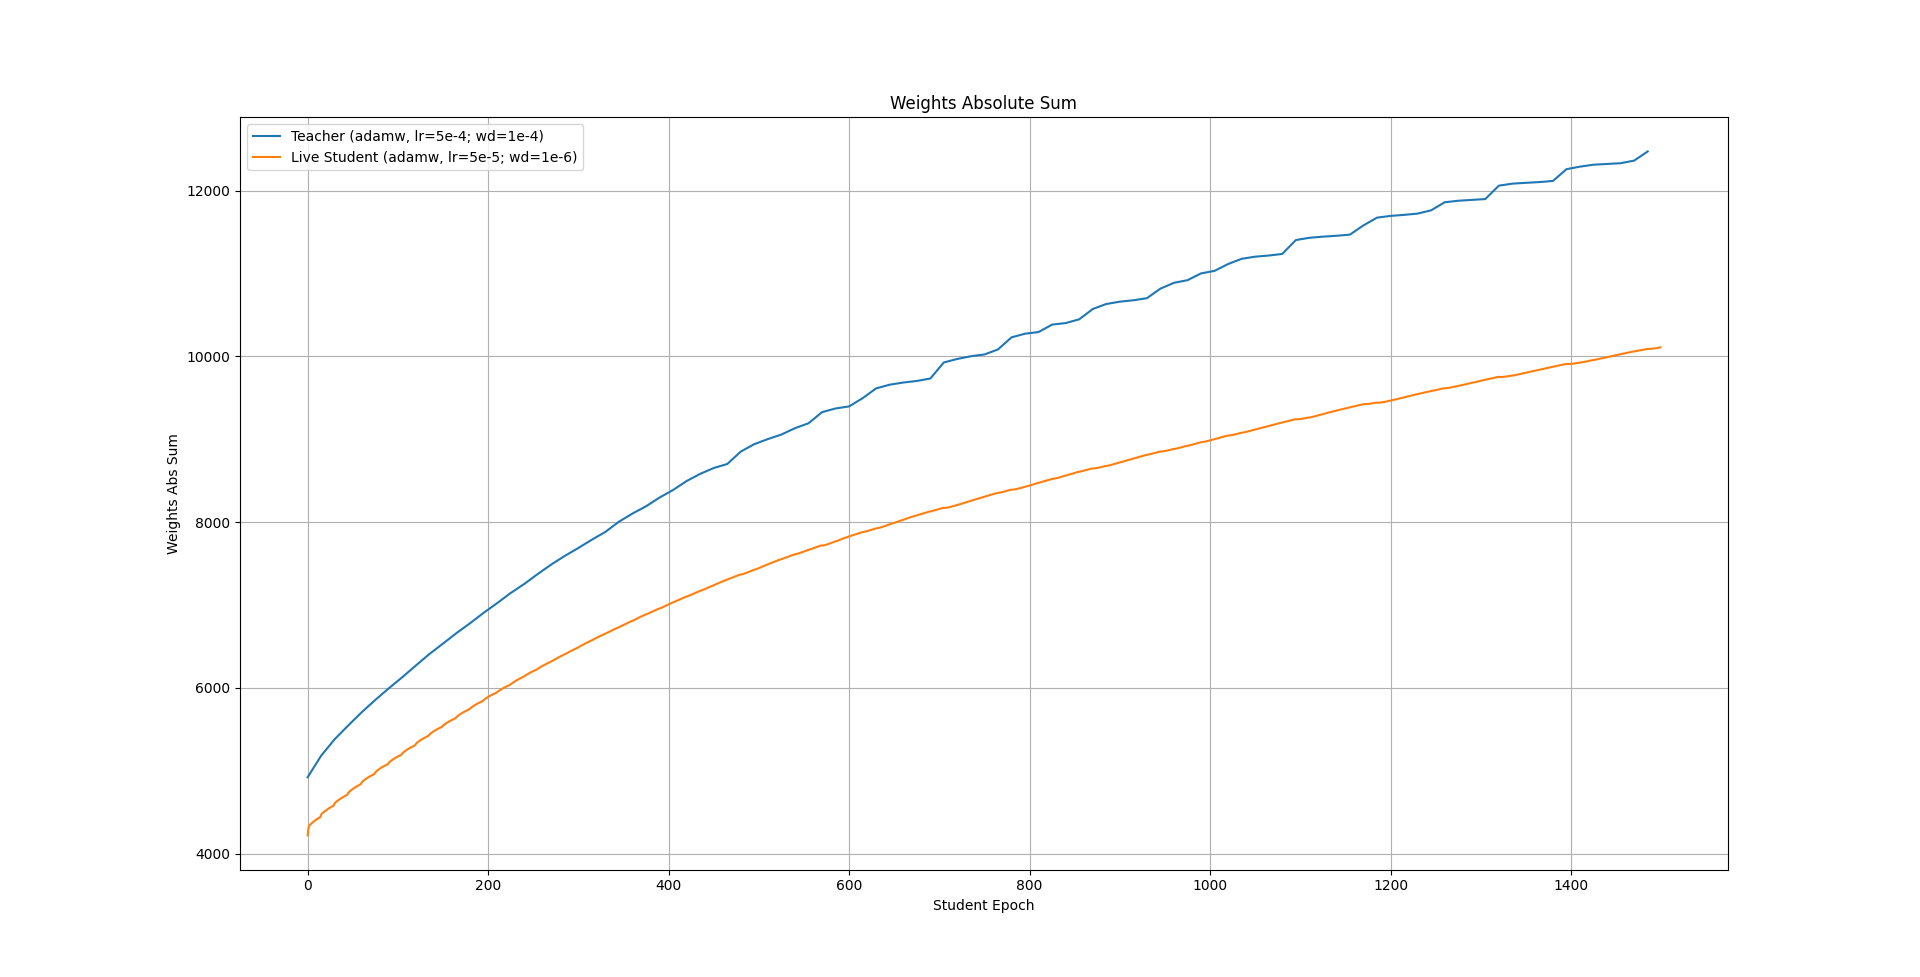 Weights Absolute Sum
Teacher (adamw, lr=5e-4; wd=1e-4)
Live Student (adamw, lr=5e-5; wd=1e-6)
12000
10000
8000
6000
4000
Weights Abs Sum
0 200 400 600 800 1000 1200 1400
Student Epoch